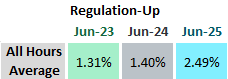 Regulation-Up
Jun-23 Jun-24 Jun-25
All Hours
Average 1.31% 1.40% 2.49%